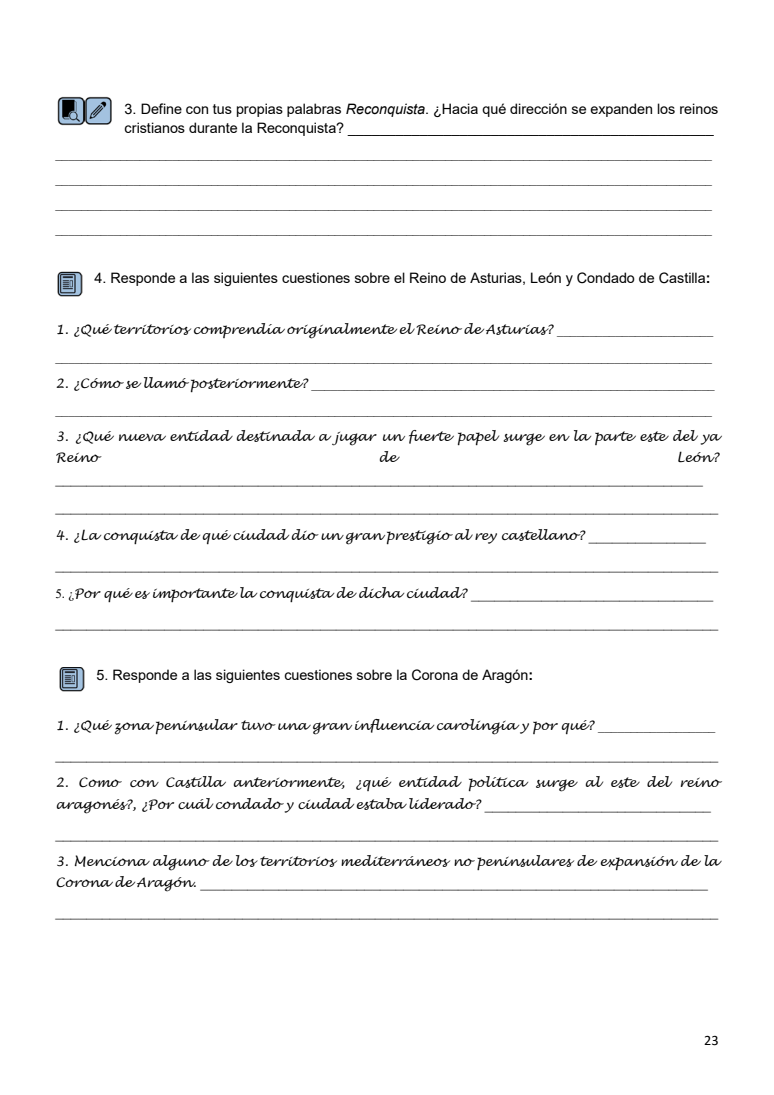 3. Define con tus propias palabras Reconquista. ¿Hacia qué dirección se expanden los reinos
cristianos durante la Reconquista?
4. Responde a las siguientes cuestiones sobre el Reino de Asturias, León y Condado de Castilla:
1. ¿Qué territorios comprendía originalmente el Reino de Asturias?
2. ¿Cómo se llamó posteriormente?
3. ¿Qué nueva entidad destinada a jugar un fuerte papel surge en la parte este del ya
Reino de León?
4. ¿La conquista de qué ciudad dio un gran prestigio al rey castellano?
5. ¿Por qué es importante la conquista de dicha ciudad?
5. Responde a las siguientes cuestiones sobre la Corona de Aragón:
1. ¿Qué zona peninsular tuvo una gran influencia carolingia y por qué?
2. Como con Castilla anteriormente, ¿qué entidad política surge al este del reino
aragonés?, ¿Por cuál condado y ciudad estaba liderado?
3. Menciona alguno de los territorios mediterráneos no peninsulares de expansión de la
Corona de Aragón.
23